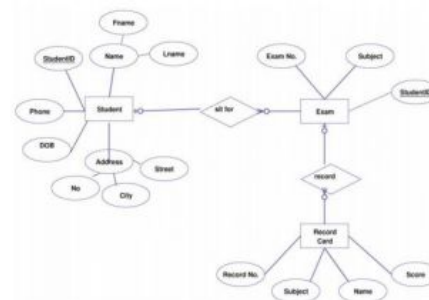 Fname
StudentID
Name
Lname
Exam No.
Subject
Phone
Student
sit for
Exam
StudentID
DOB
Address
Street
No
City
record
Record
Card
Record No.
Score
Subject
Name